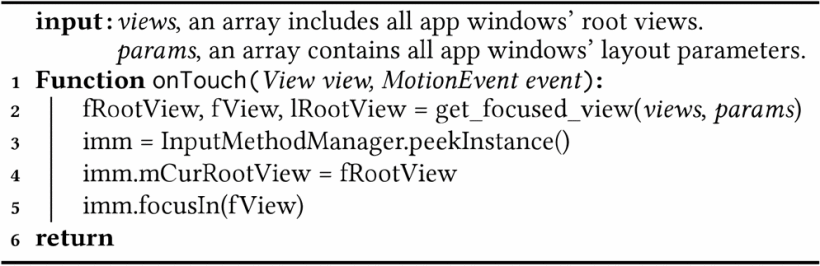 input: views, an array includes all app windows’ root views.
params, an array contains all app windows’ layout parameters.
1 Function onTouch(View view, MotionEvent event):
2 fRootView, fView, lRootView = get_focused_view(views, params)
3 imm = InputMethodManager.peekInstance()
4 imm.mCurRootView = fRootView
5 imm.focusIn(fView)
6 return